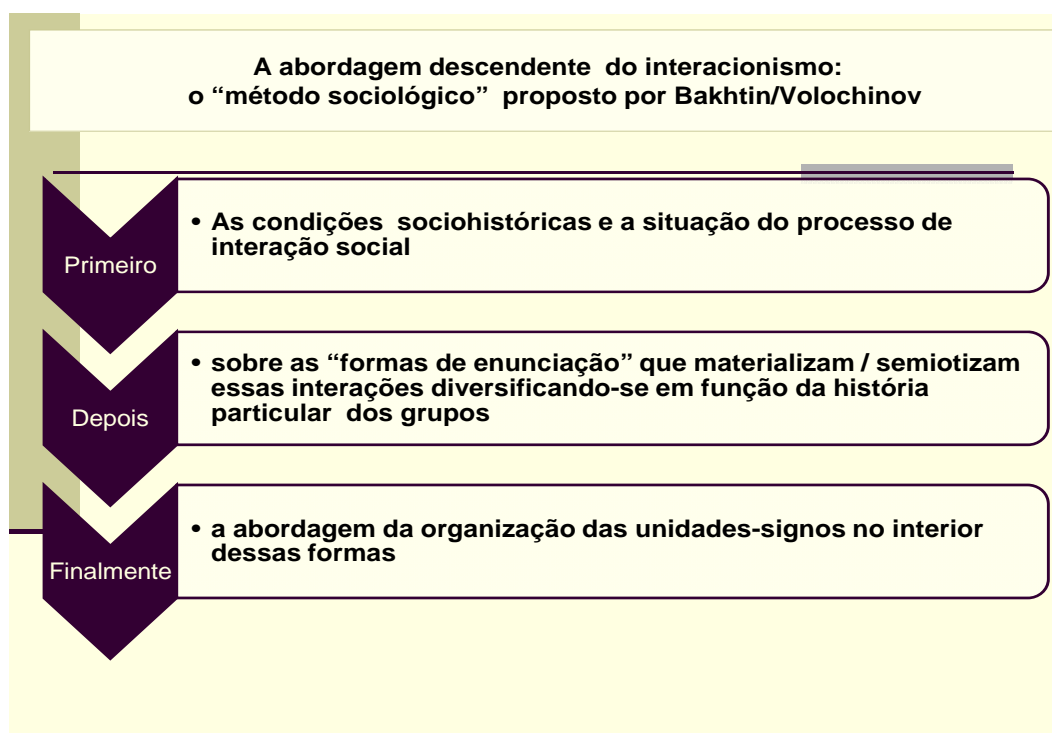 A abordagem descendente do interacionismo:
o “método sociológico” proposto por Bakhtin/Volochinov
Primeiro
• As condições sociohistóricas e a situação do processo de
interação social
Depois
• sobre as “formas de enunciação” que materializam / semiotizam
essas interações diversificando-se em função da história
particular dos grupos
Finalmente
• a abordagem da organização das unidades-signos no interior
dessas formas